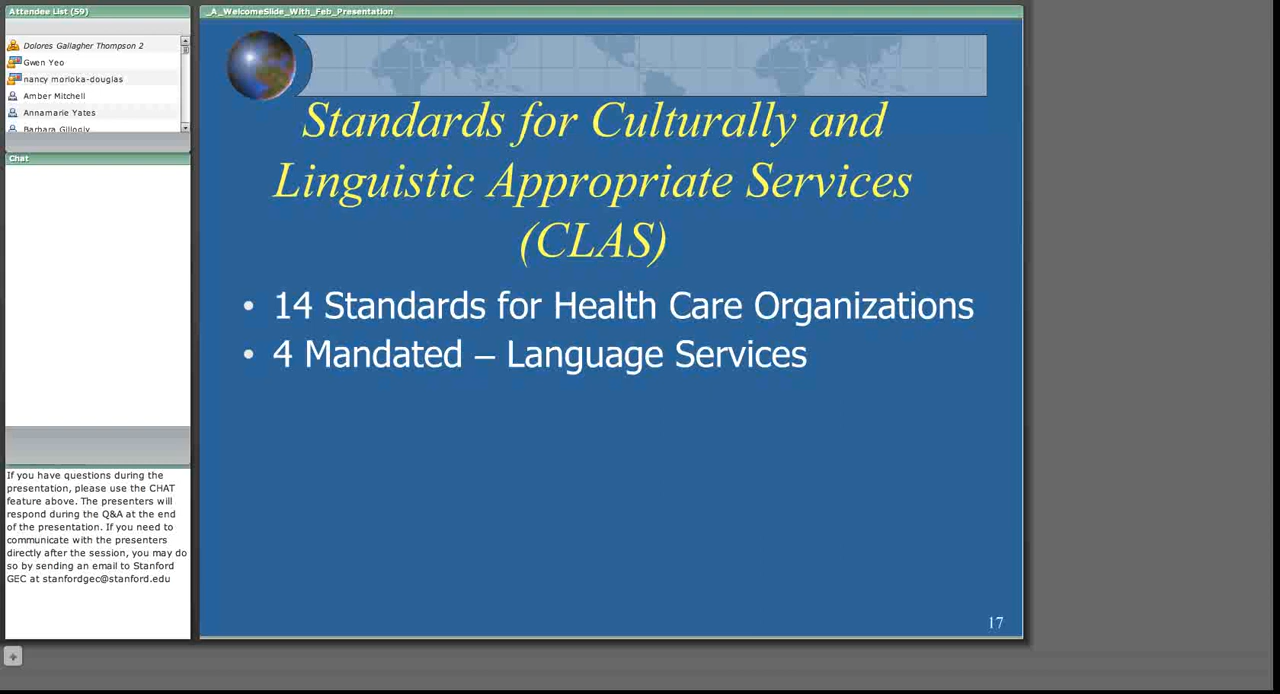 Attendee List (59)
Dolores Gallagher Thompson 2
Gwen Yeo
nancy morioka-douglas
Amber Mitchell
Annamarie Yates
Barbara Gillogly
Chat
If you have questions during the
presentation, please use the CHAT
feature above. The presenters will
respond during the Q&A at the end
of the presentation. If you need to
communicate with the presenters
directly after the session, you may do
so by sending an email to Stanford
GEC at stanfordgec@stanford.edu
_A_WelcomeSlide_With_Feb_Presentation
Standards for Culturally and
Linguistic Appropriate Services
(CLAS)
• 14 Standards for Health Care Organizations
• 4 Mandated – Language Services
17